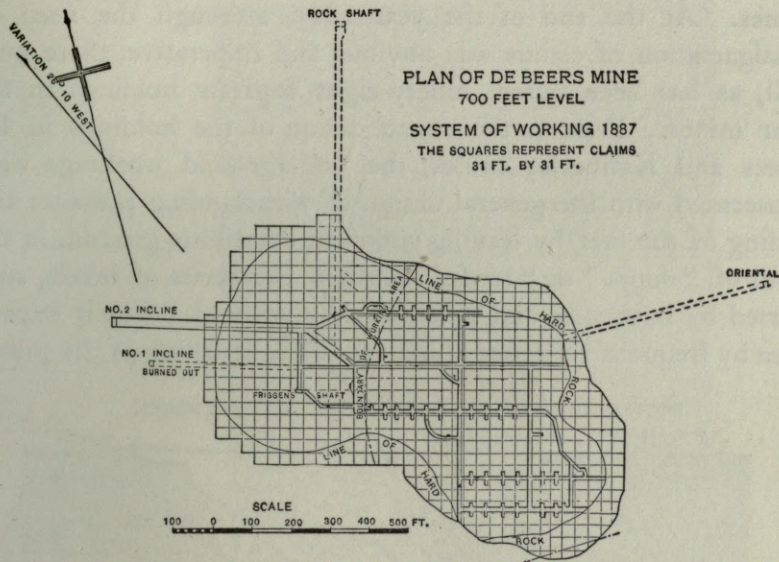 ROCK SHAFT
VARIATION 26° 10 WEST
PLAN OF DE BEERS MINE
700 FEET LEVEL
SYSTEM OF WORKING 1887
THE SQUARES REPRESENT CLAIMS
31 FT. BY 31 FT.
ORIENTAL
LINE OF HARD ROCK
BOUNDARY OF WORKING AREA
NO.2 INCLINE
NO.1 INCLINE
BURNED OUT
FRIGGENS SHAFT
LINE OF HARD ROCK
SCALE
100 0 100 200 300 400 500 FT.